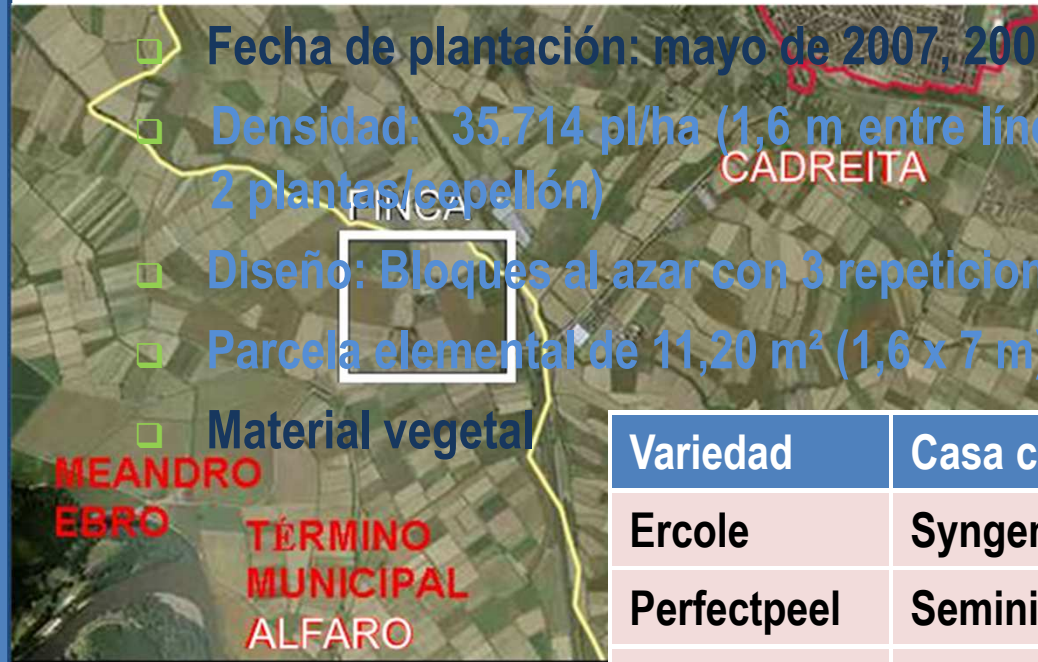 Fecha de plantación: mayo de 2007, 200
Densidad: 35.714 pl/ha (1,6 m entre líne
2 plantas/cepellón)
CADREITA
FINCA
Diseño: Bloques al azar con 3 repeticion
Parcela elemental de 11,20 m² (1,6 x 7 m
Material vegetal
MEANDRO
EBRO
TÉRMINO
MUNICIPAL
ALFARO
Variedad Casa c
Ercole Syngen
Perfectpeel Semini